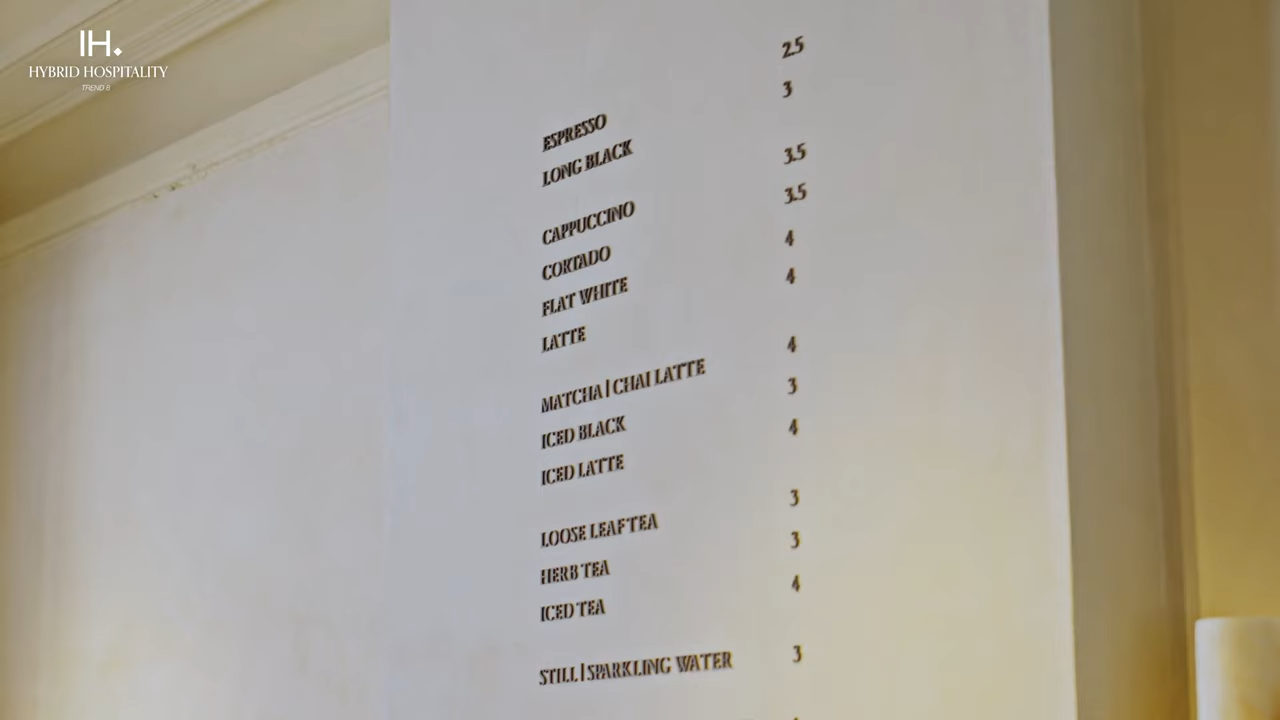 IH.
HYBRID HOSPITALITY
TREND 8
ESPRESSO 2.5
LONG BLACK 3
CAPPUCCINO 3.5
CORTADO 3.5
FLAT WHITE 4
LATTE 4
MATCHA | CHAI LATTE 4
ICED BLACK 3
ICED LATTE 4
LOOSE LEAF TEA 3
HERB TEA 3
ICED TEA 4
STILL | SPARKLING WATER 3